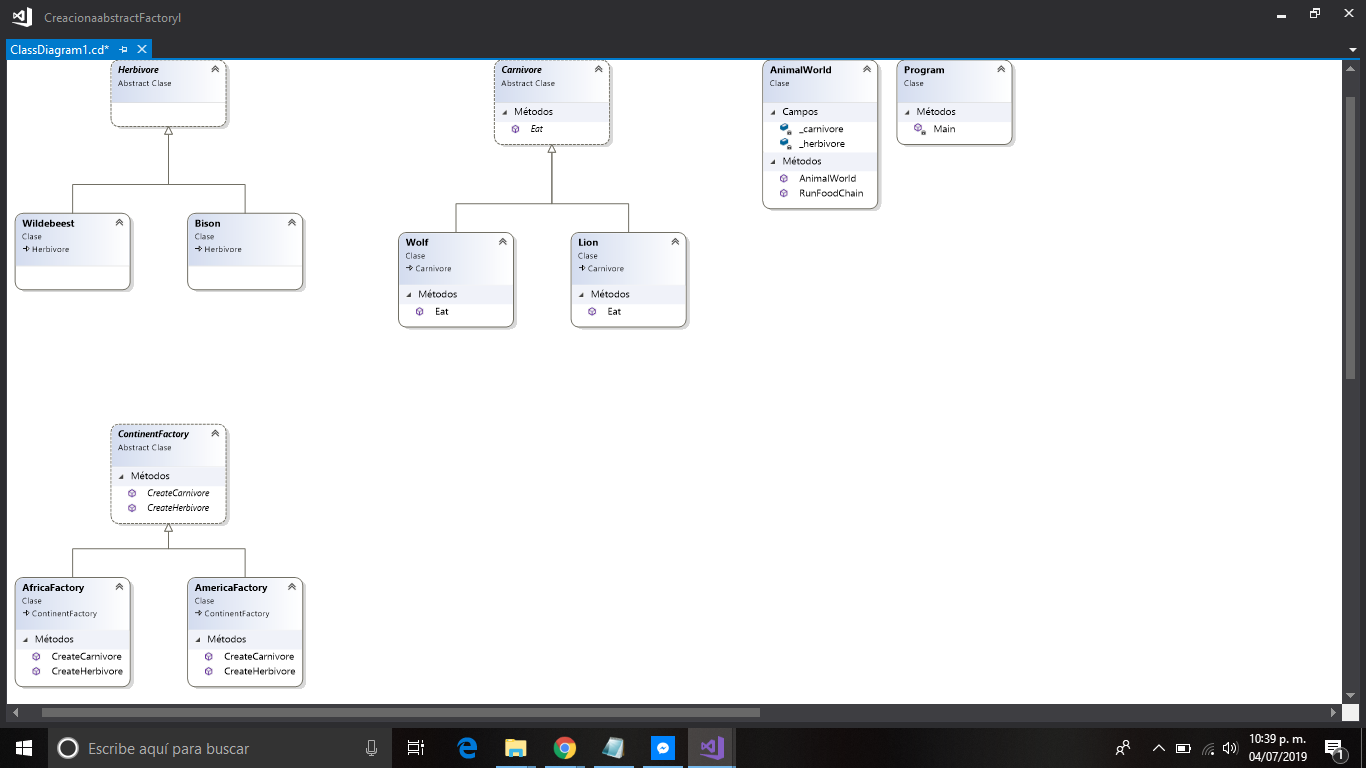 CreacionaabstractFactoryI
ClassDiagram1.cd*
Herbivore
Abstract Clase
Carnivore
Abstract Clase
Métodos
Eat
AnimalWorld
Clase
Campos
_carnivore
_herbivore
Métodos
AnimalWorld
RunFoodChain
Program
Clase
Métodos
Main
Wildebeest
Clase
Herbivore
Bison
Clase
Herbivore
Wolf
Clase
Carnivore
Métodos
Eat
Lion
Clase
Carnivore
Métodos
Eat
ContinentFactory
Abstract Clase
Métodos
CreateCarnivore
CreateHerbivore
AfricaFactory
Clase
ContinentFactory
Métodos
CreateCarnivore
CreateHerbivore
AmericaFactory
Clase
ContinentFactory
Métodos
CreateCarnivore
CreateHerbivore
Escribe aquí para buscar
10:39 p. m.
04/07/2019
1